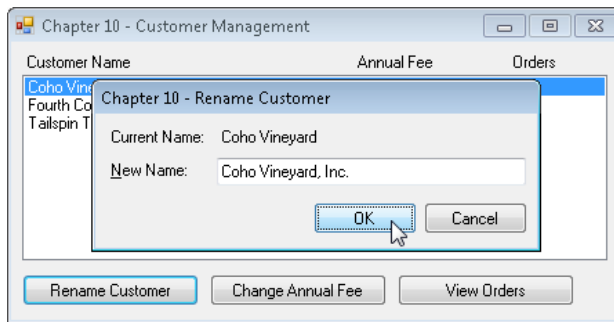 Chapter 10 - Customer Management
Customer Name Annual Fee Orders
Coho Vine
Fourth Co
Tailspin T
Chapter 10 - Rename Customer
Current Name: Coho Vineyard
New Name: Coho Vineyard, Inc.
OK Cancel
Rename Customer Change Annual Fee View Orders